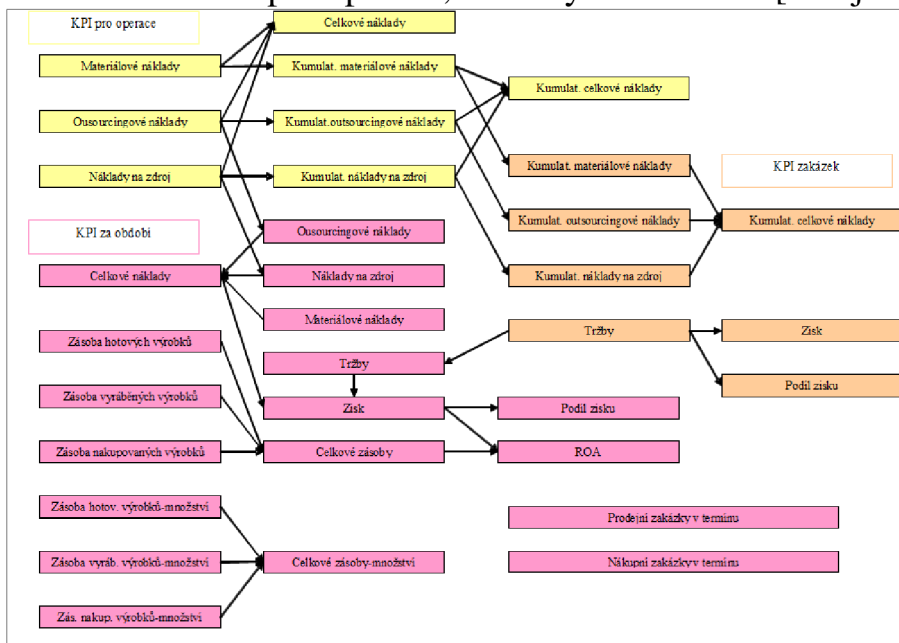 KPI pro operace
Celkové náklady
Materiálové náklady
Kumulat. materiálové náklady
Kumulat. celkové náklady
Ousourcingové náklady
Kumulat.outsourcingové náklady
Náklady na zdroj
Kumulat. náklady na zdroj
Kumulat. materiálové náklady
KPI zakázek
Kumulat. outsourcingové náklady
Kumulat. celkové náklady
Kumulat. náklady na zdroj
KPI za období
Ousourcingové náklady
Celkové náklady
Náklady na zdroj
Materiálové náklady
Tržby
Zisk
Podíl zisku
Zásoba hotových výrobků
Tržby
Zásoba vyráběných výrobků
Zisk
Podíl zisku
Zásoba nakupovaných výrobků
Celkové zásoby
ROA
Zásoba hotov. výrobků-množství
Prodejní zakázky v termínu
Zásoba vyráb. výrobků-množství
Celkové zásoby-množství
Nákupní zakázky v termínu
Zás. nakup. výrobků-množství